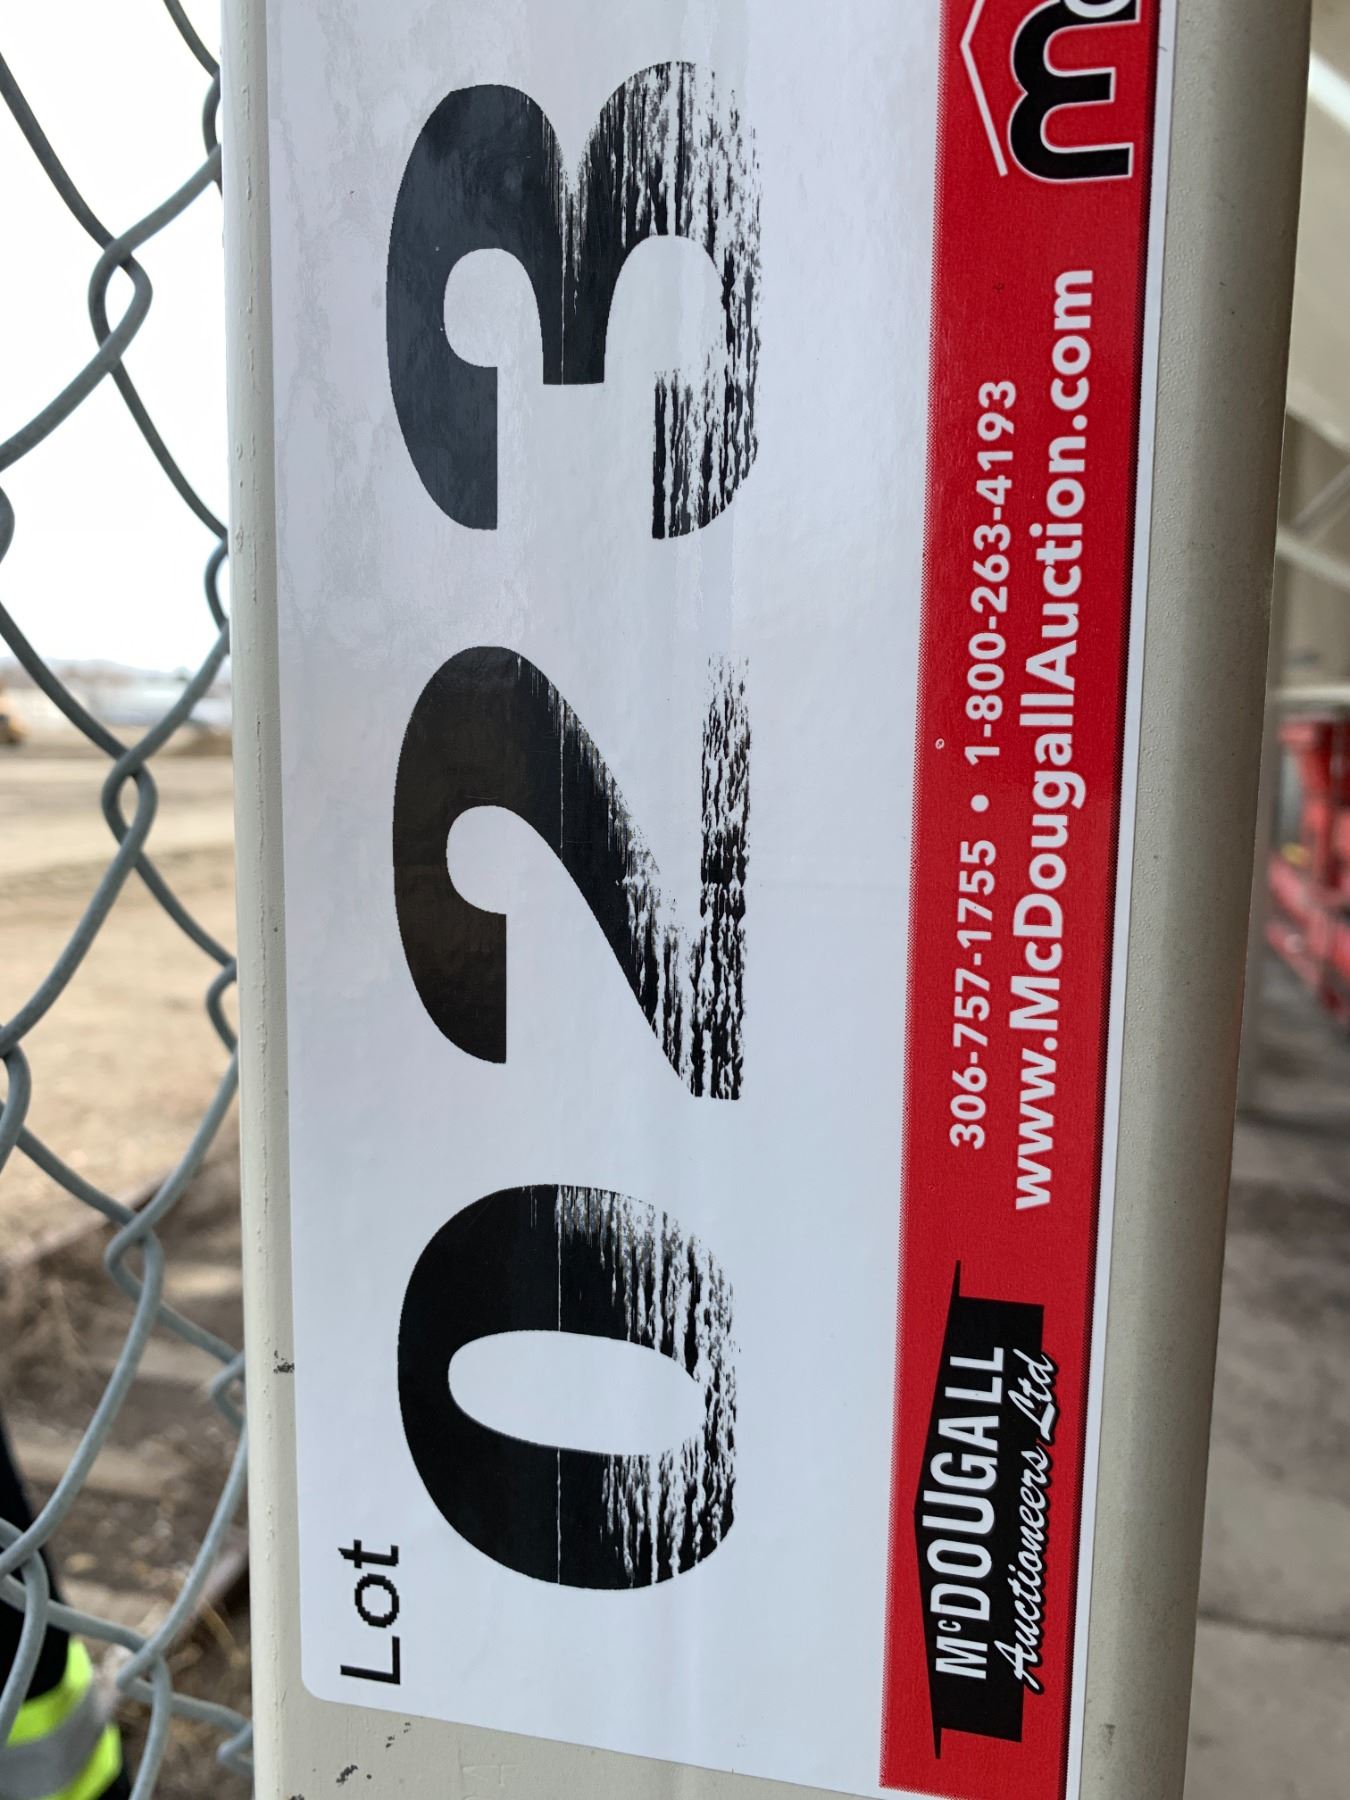 Lot
023
McDOUGALL
Auctioneers Ltd
306-757-1755 • 1-800-263-4193
www.McDougallAuction.com